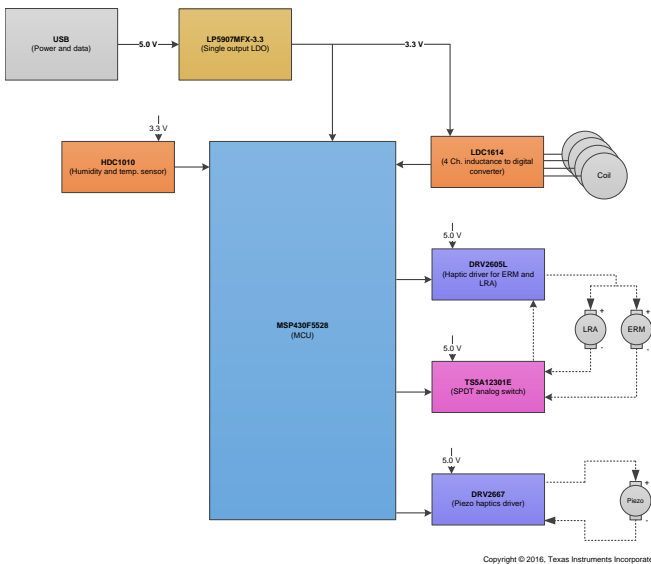 USB
(Power and data)
5.0 V
LP5907MFX-3.3
(Single output LDO)
3.3 V
3.3 V
HDC1010
(Humidity and temp. sensor)
LDC1614
(4 Ch. inductance to digital
converter)
Coil
MSP430F5528
(MCU)
5.0 V
DRV2605L
(Haptic driver for ERM and
LRA)
+
LRA
-
+
ERM
-
5.0 V
TS5A12301E
(SPDT analog switch)
5.0 V
DRV2667
(Piezo haptics driver)
+
Piezo
-
Copyright © 2016, Texas Instruments Incorporate